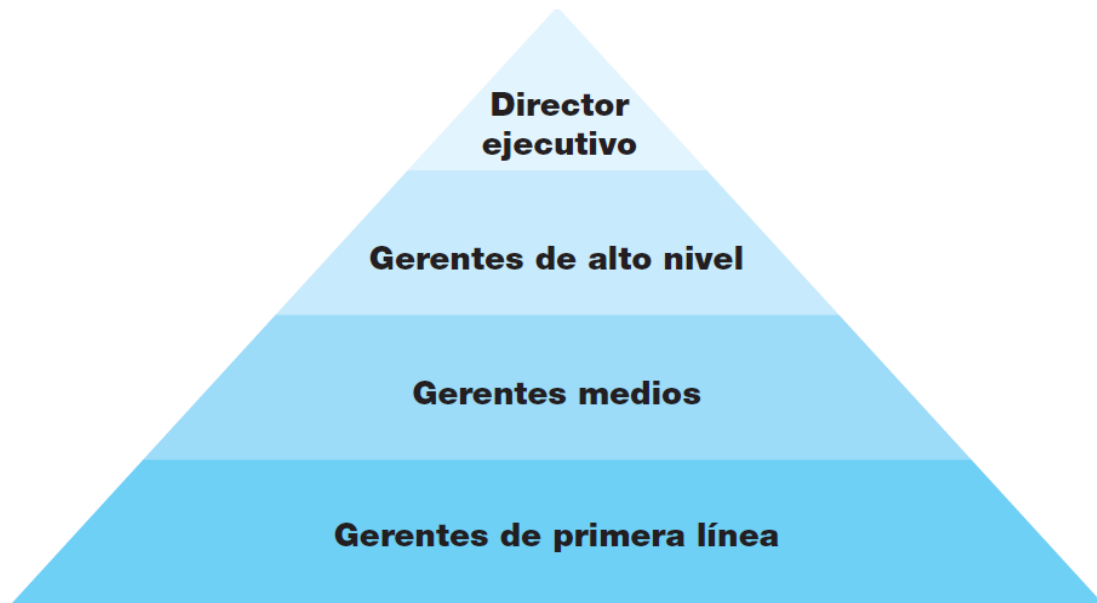 Director
ejecutivo
Gerentes de alto nivel
Gerentes medios
Gerentes de primera línea